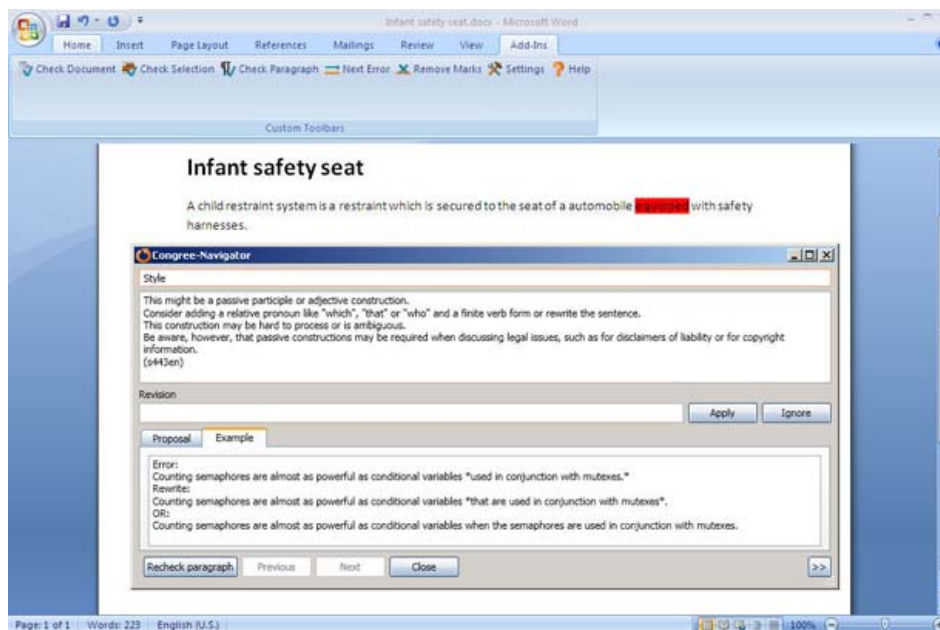 Infant safety seat.docx - Microsoft Word
Home Insert Page Layout References Mailings Review View Add-Ins
Check Document Check Selection Check Paragraph Next Error Remove Marks Settings Help
Custom Toolbars
Infant safety seat
A child restraint system is a restraint which is secured to the seat of a automobile equipped with safety
harnesses.
Congree-Navigator
Style
This might be a passive participle or adjective construction.
Consider adding a relative pronoun like "which", "that" or "who" and a finite verb form or rewrite the sentence.
This construction may be hard to process or is ambiguous.
Be aware, however, that passive constructions may be required when discussing legal issues, such as for disclaimers of liability or for copyright
information.
(s443en)
Revision
Apply Ignore
Proposal Example
Error:
Counting semaphores are almost as powerful as conditional variables "used in conjunction with mutexes."
Rewrite:
Counting semaphores are almost as powerful as conditional variables "that are used in conjunction with mutexes".
OR:
Counting semaphores are almost as powerful as conditional variables when the semaphores are used in conjunction with mutexes.
Recheck paragraph Previous Next Close >>
Page: 1 of 1 Words: 223 English (U.S.) 100%